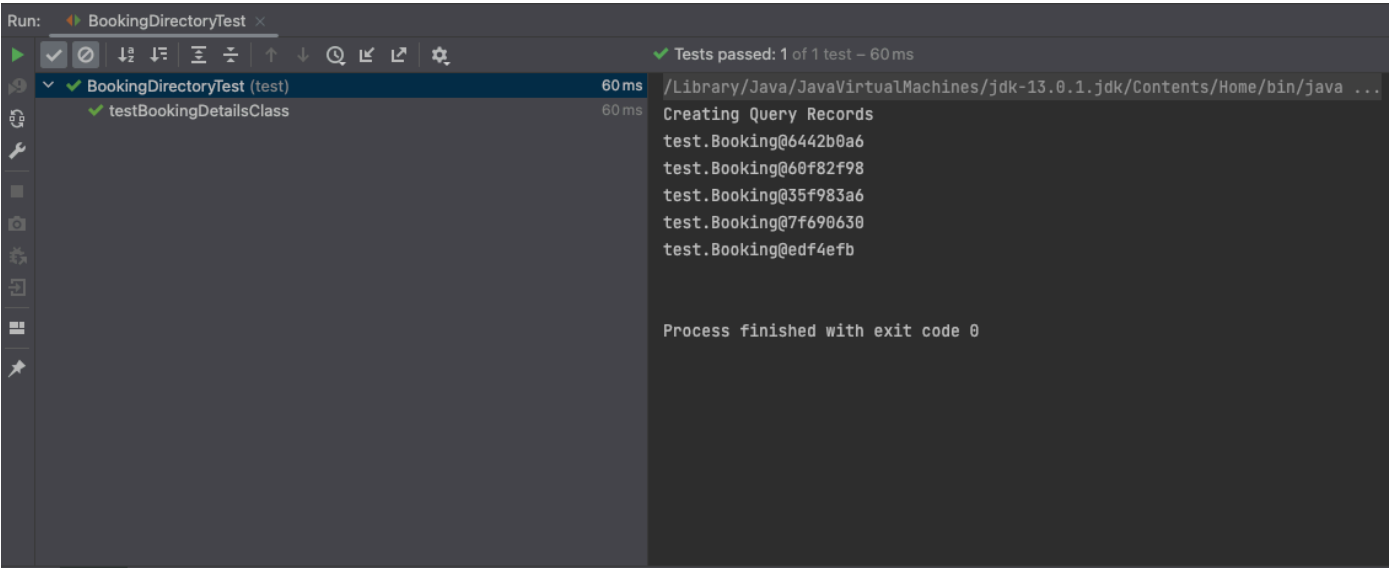 Run: BookingDirectoryTest
Tests passed: 1 of 1 test – 60 ms
BookingDirectoryTest (test) 60 ms
testBookingDetailsClass 60 ms
/Library/Java/JavaVirtualMachines/jdk-13.0.1.jdk/Contents/Home/bin/java ...
Creating Query Records
test.Booking@6442b0a6
test.Booking@60f82f98
test.Booking@35f983a6
test.Booking@7f690630
test.Booking@edf4efb
Process finished with exit code 0